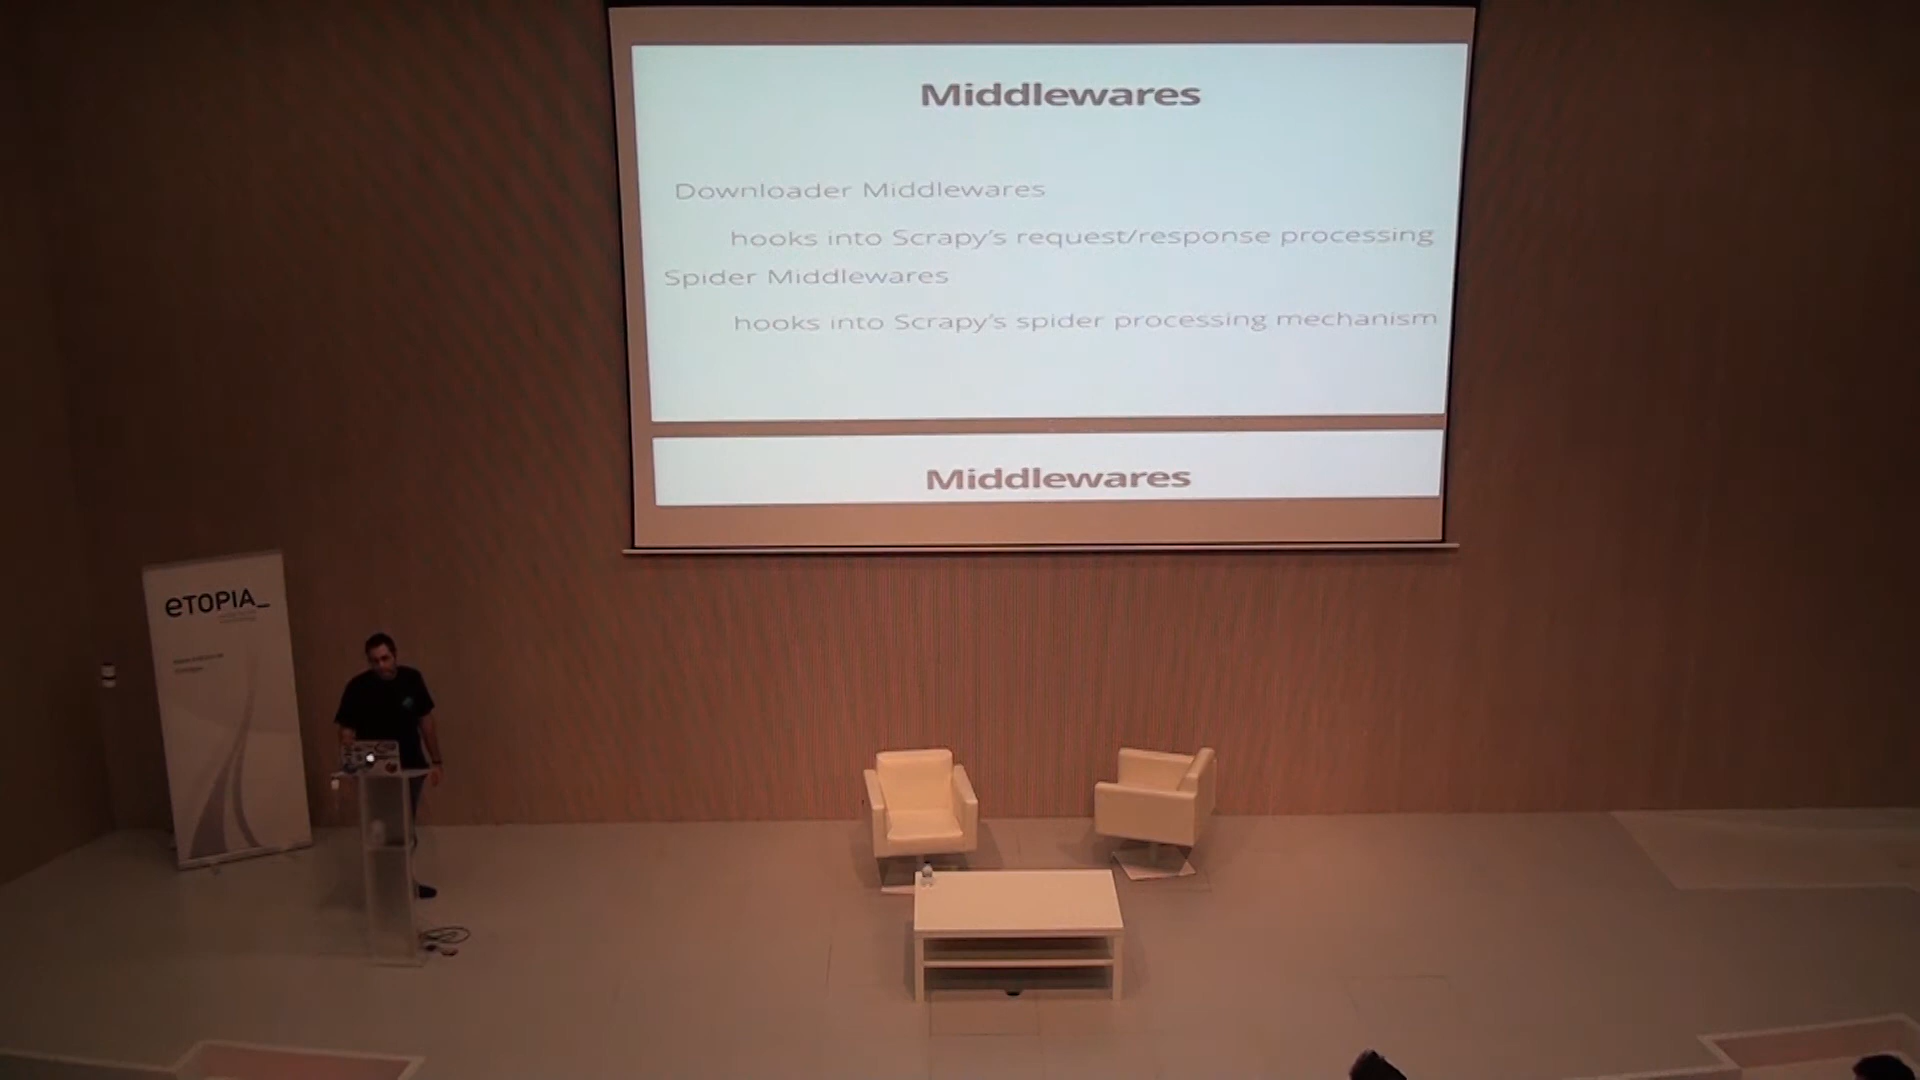 Middlewares
Downloader Middlewares
hooks into Scrapy's request/response processing
Spider Middlewares
hooks into Scrapy's spider processing mechanism
Middlewares
eTOPIA_